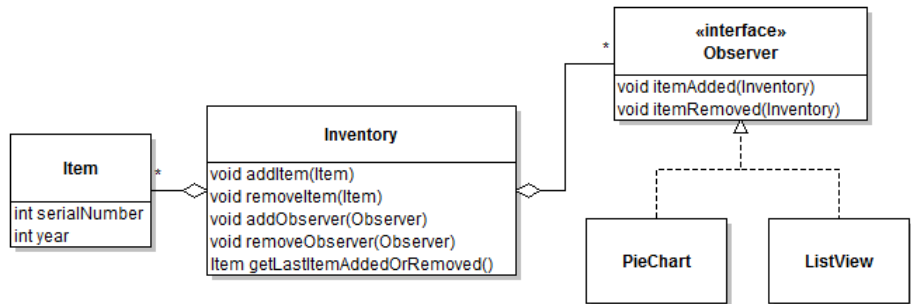 Item
int serialNumber
int year
*
Inventory
void addItem(Item)
void removeItem(Item)
void addObserver(Observer)
void removeObserver(Observer)
Item getLastItemAddedOrRemoved()
*
«interface»
Observer
void itemAdded(Inventory)
void itemRemoved(Inventory)
PieChart
ListView